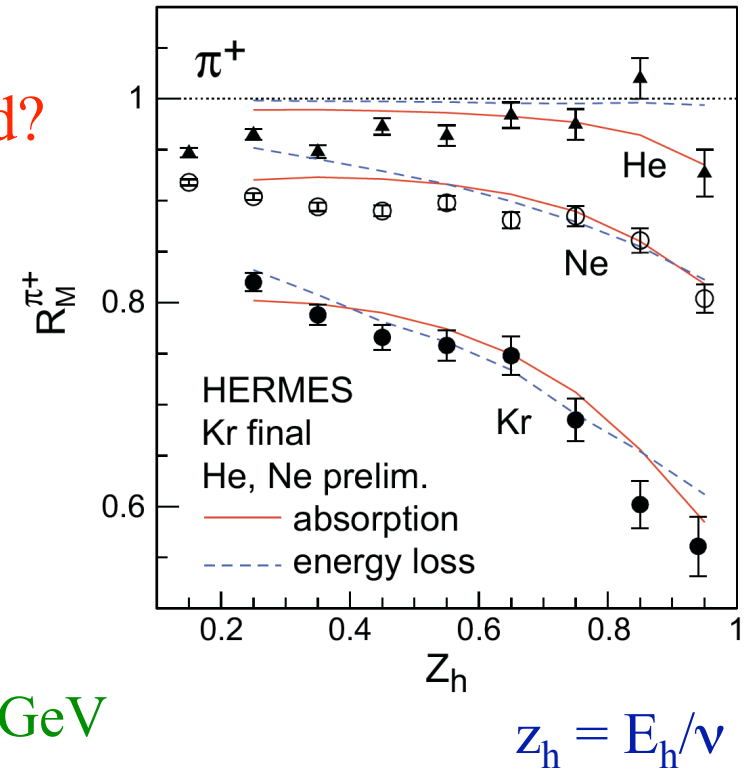 π+
d?
1
He
Ne
0.8
R_M^π+
HERMES
Kr final
He, Ne prelim.
absorption
energy loss
Kr
0.6
0.2 0.4 0.6 0.8 1
Z_h
GeV
z_h = E_h/ν